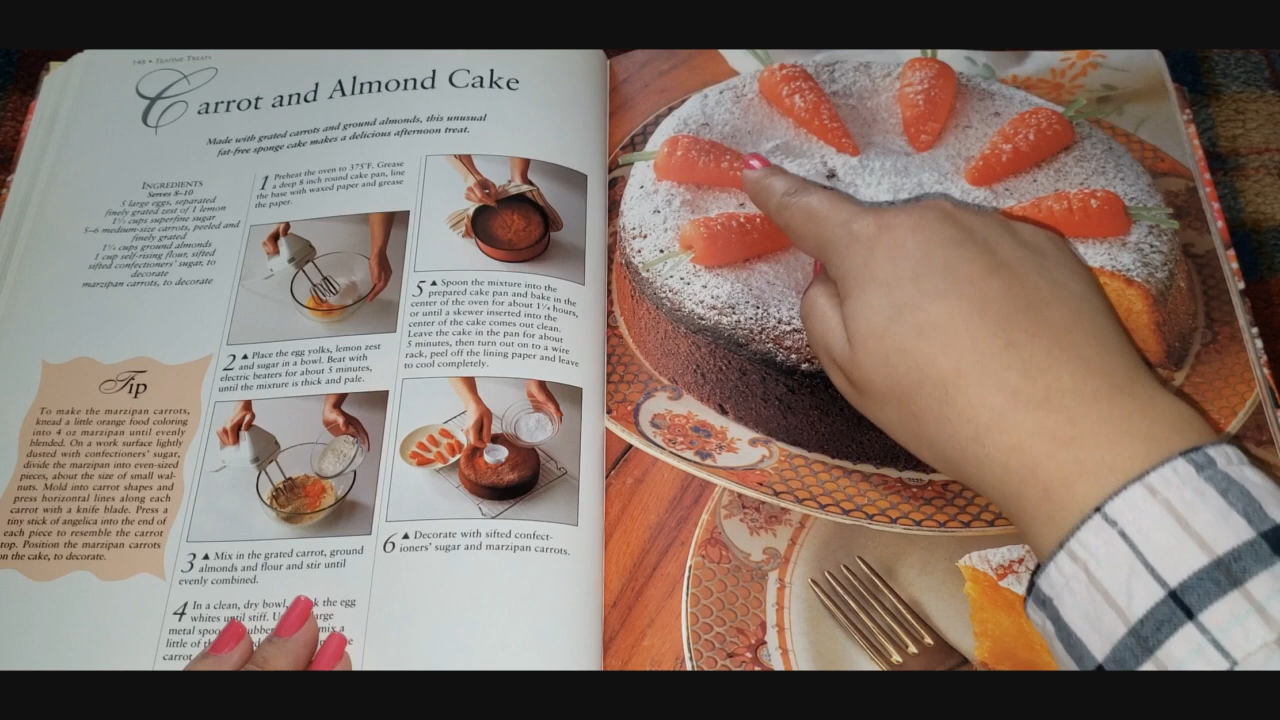 148 • TEATIME TREATS
Carrot and Almond Cake
Made with grated carrots and ground almonds, this unusual
fat-free sponge cake makes a delicious afternoon treat.
INGREDIENTS
Serves 8–10
5 large eggs, separated
finely grated zest of 1 lemon
1½ cups superfine sugar
5–6 medium-size carrots, peeled and
finely grated
1¼ cups ground almonds
1 cup self-rising flour, sifted
sifted confectioners' sugar, to
decorate
marzipan carrots, to decorate
Tip
To make the marzipan carrots,
knead a little orange food coloring
into 4 oz marzipan until evenly
blended. On a work surface lightly
dusted with confectioners' sugar,
divide the marzipan into even-sized
pieces, about the size of small wal-
nuts. Mold into carrot shapes and
press horizontal lines along each
carrot with a knife blade. Press a
tiny stick of angelica into the end of
each piece to resemble the carrot
top. Position the marzipan carrots
on the cake, to decorate.
1 Preheat the oven to 375°F. Grease
a deep 8 inch round cake pan, line
the base with waxed paper and grease
the paper.
2 ▲ Place the egg yolks, lemon zest
and sugar in a bowl. Beat with
electric beaters for about 5 minutes,
until the mixture is thick and pale.
3 ▲ Mix in the grated carrot, ground
almonds and flour and stir until
evenly combined.
4 In a clean, dry bowl, the egg
whites until stiff. large
metal a
little of
carrot
5 ▲ Spoon the mixture into the
prepared cake pan and bake in the
center of the oven for about 1¼ hours,
or until a skewer inserted into the
center of the cake comes out clean.
Leave the cake in the pan for about
5 minutes, then turn out on to a wire
rack, peel off the lining paper and leave
to cool completely.
6 ▲ Decorate with sifted confect-
ioners' sugar and marzipan carrots.